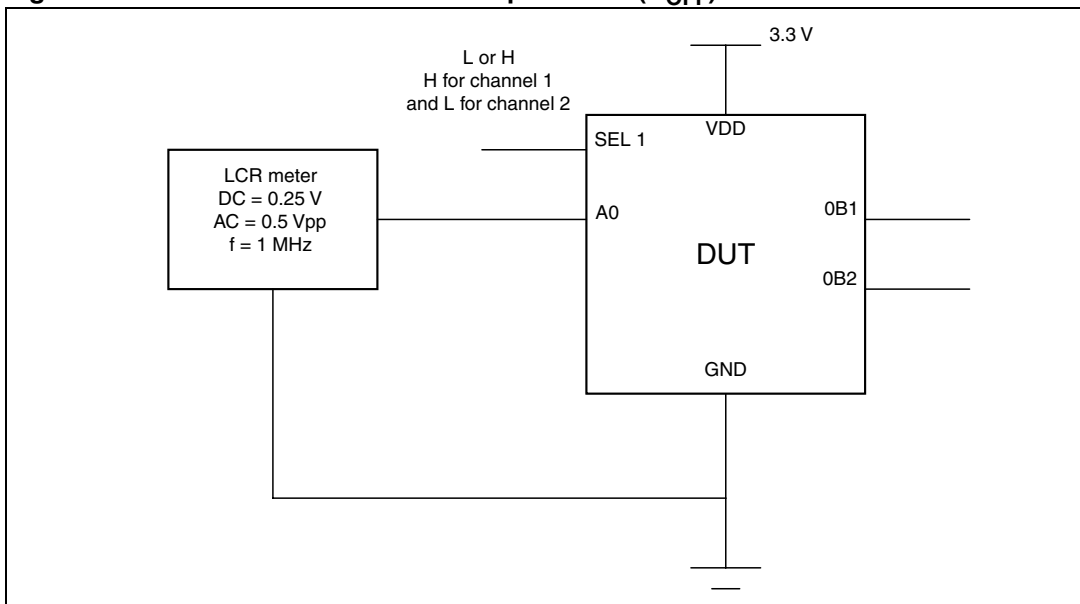 3.3 V
L or H
H for channel 1
and L for channel 2
SEL 1
VDD
LCR meter
DC = 0.25 V
AC = 0.5 Vpp
f = 1 MHz
A0
0B1
DUT
0B2
GND